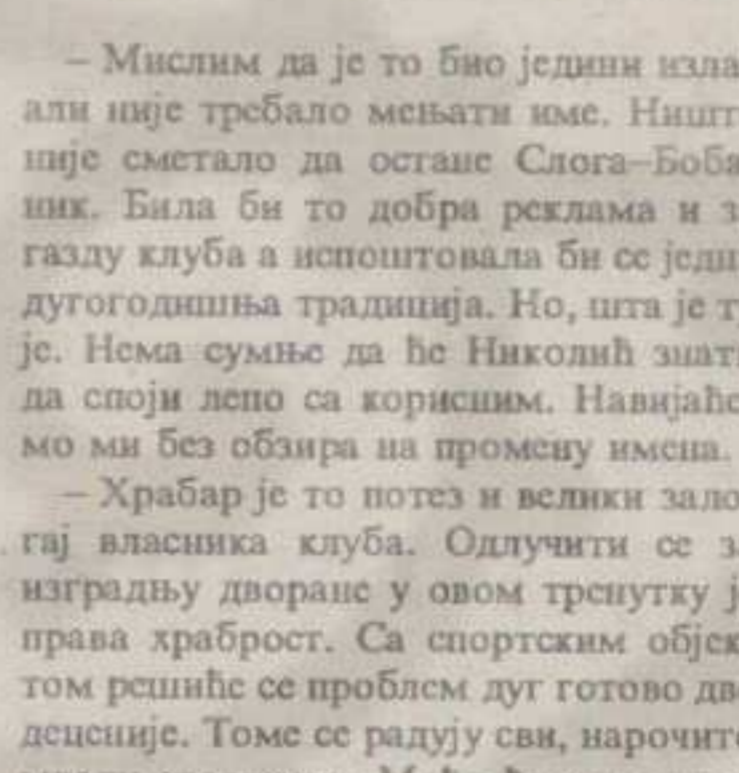 – Мислим да је то био једини изла
али није требало мењати име. Ништ
није сметало да остане Слога–Боба
ник. Била би то добра реклама и з
газду клуба а испоштовала би се једн
дугогодишња традиција. Но, шта је т
је. Нема сумње да ће Николић знат
да споји лепо са корисним. Навијаће
мо ми без обзира на промену имена.
– Храбар је то потез и велики зало
гај власника клуба. Одлучити се з
изградњу дворане у овом тренутку ј
права храброст. Са спортским објек
том решиће се проблем дуг готово дв
деценије. Томе се радују сви, нарочит